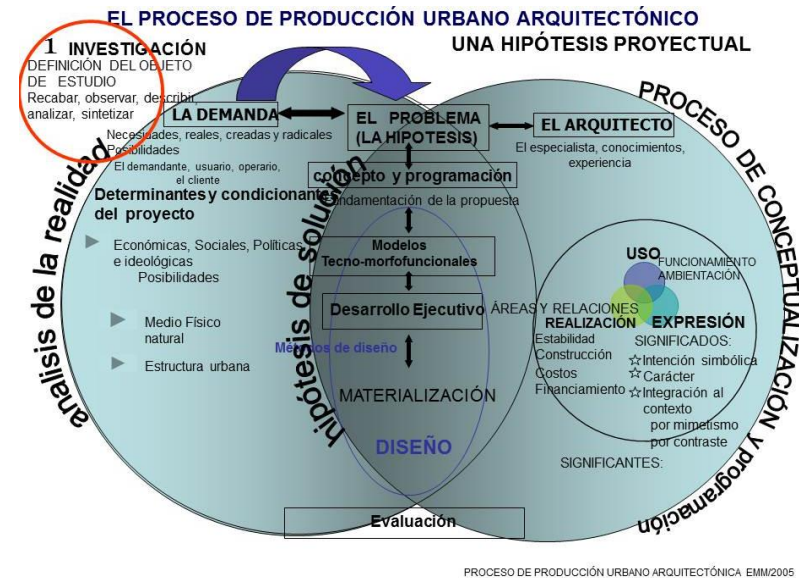 EL PROCESO DE PRODUCCIÓN URBANO ARQUITECTÓNICO
UNA HIPÓTESIS PROYECTUAL
1 INVESTIGACIÓN
DEFINICIÓN DEL OBJETO
DE ESTUDIO
Recabar, observar, describir,
analizar, sintetizar
LA DEMANDA
Necesidades, reales, creadas y radicales
Posibilidades
El demandante, usuario, operario,
el cliente
Determinantes y condicionantes
del proyecto
Económicas, Sociales, Políticas
e ideológicas
Posibilidades
Medio Físico
natural
Estructura urbana
analisis de la realidad
EL PROBLEMA
(LA HIPOTESIS)
concepto y programación
Fundamentación de la propuesta
Modelos
Tecno-morfofuncionales
Desarrollo Ejecutivo
Métodos de diseño
MATERIALIZACIÓN
DISEÑO
hipótesis de solución
Evaluación
EL ARQUITECTO
El especialista, conocimientos,
experiencia
PROCESO DE CONCEPTUALIZACIÓN y programación
USO
FUNCIONAMIENTO
AMBIENTACIÓN
ÁREAS Y RELACIONES
REALIZACIÓN
Estabilidad
Construcción
Costos
Financiamiento
EXPRESIÓN
SIGNIFICADOS:
Intención simbólica
Carácter
Integración al
contexto
por mimetismo
por contraste
SIGNIFICANTES:
PROCESO DE PRODUCCIÓN URBANO ARQUITECTÓNICA EMM/2005